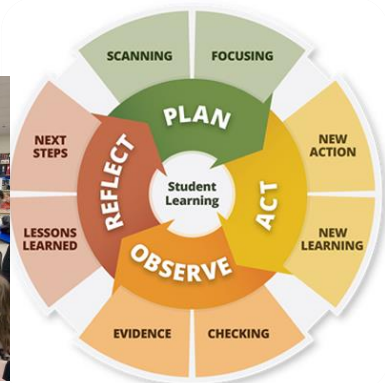 SCANNING
FOCUSING
PLAN
NEXT
STEPS
REFLECT
NEW
ACTION
Student
Learning
ACT
LESSONS
LEARNED
NEW
LEARNING
OBSERVE
EVIDENCE
CHECKING